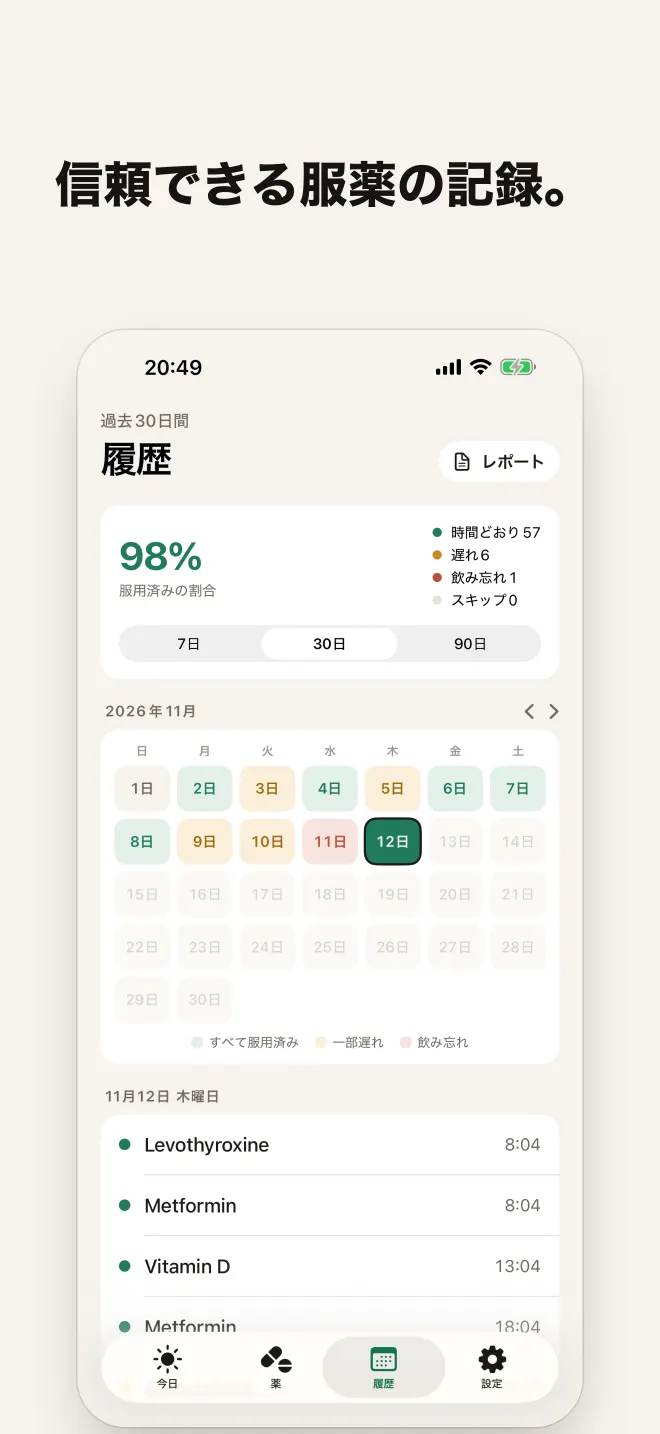 信頼できる服薬の記録。
20:49
過去30日間
履歴
レポート
98%
服用済みの割合
時間どおり 57
遅れ 6
飲み忘れ 1
スキップ 0
7日 30日 90日
2026年11月
日 月 火 水 木 金 土
1日 2日 3日 4日 5日 6日 7日
8日 9日 10日 11日 12日 13日 14日
15日 16日 17日 18日 19日 20日 21日
22日 23日 24日 25日 26日 27日 28日
29日 30日
すべて服用済み 一部遅れ 飲み忘れ
11月12日 木曜日
Levothyroxine 8:04
Metformin 8:04
Vitamin D 13:04
Metformin 18:04
今日 薬 履歴 設定